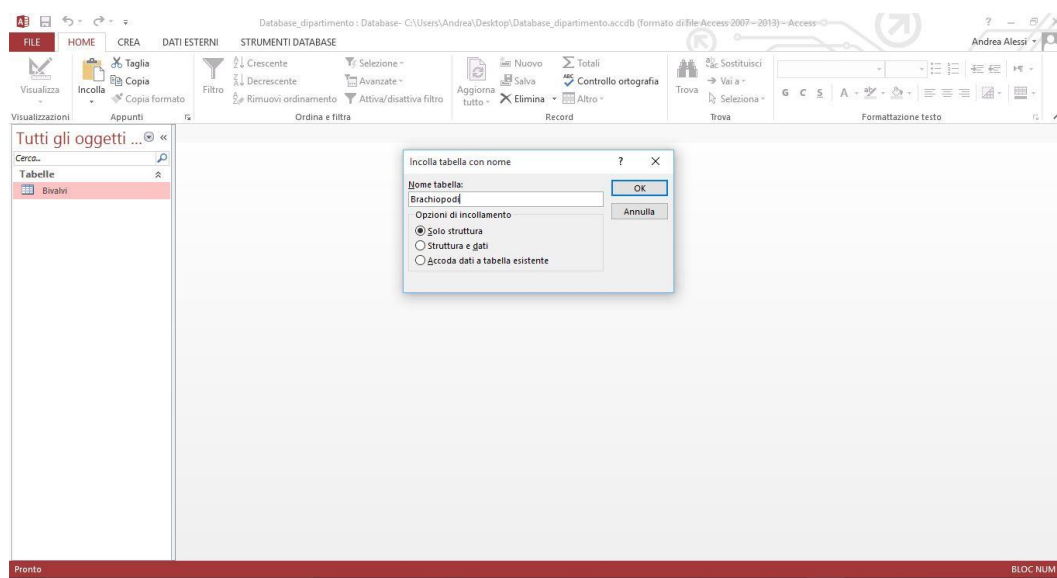 Database_dipartimento : Database- C:\Users\Andrea\Desktop\Database_dipartimento.accdb (formato di file Access 2007 - 2013) - Access
?
FILE HOME CREA DATI ESTERNI STRUMENTI DATABASE Andrea Alessi
Visualizza
Visualizzazioni
Incolla
Taglia
Copia
Copia formato
Appunti
Filtro
Crescente
Decrescente
Rimuovi ordinamento
Selezione
Avanzate
Attiva/disattiva filtro
Ordina e filtra
Aggiorna
tutto
Nuovo
Salva
Elimina
Totali
Controllo ortografia
Altro
Record
Trova
Sostituisci
Vai a
Seleziona
Trova
G C S A
Formattazione testo
Tutti gli oggetti ...
Cerca...
Tabelle
Bivalvi
Incolla tabella con nome ?
Nome tabella:
Brachiopodi
OK
Annulla
Opzioni di incollamento
Solo struttura
Struttura e dati
Accoda dati a tabella esistente
Pronto
BLOC NUM